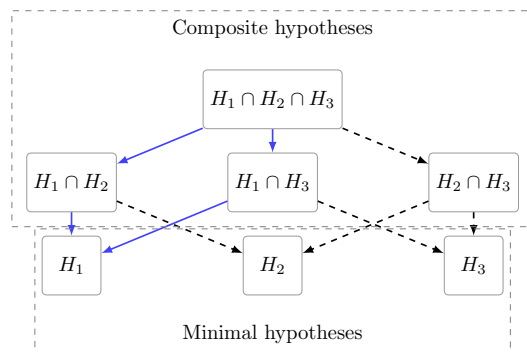 Composite hypotheses
H₁ ∩ H₂ ∩ H₃
H₁ ∩ H₂
H₁ ∩ H₃
H₂ ∩ H₃
H₁
H₂
H₃
Minimal hypotheses